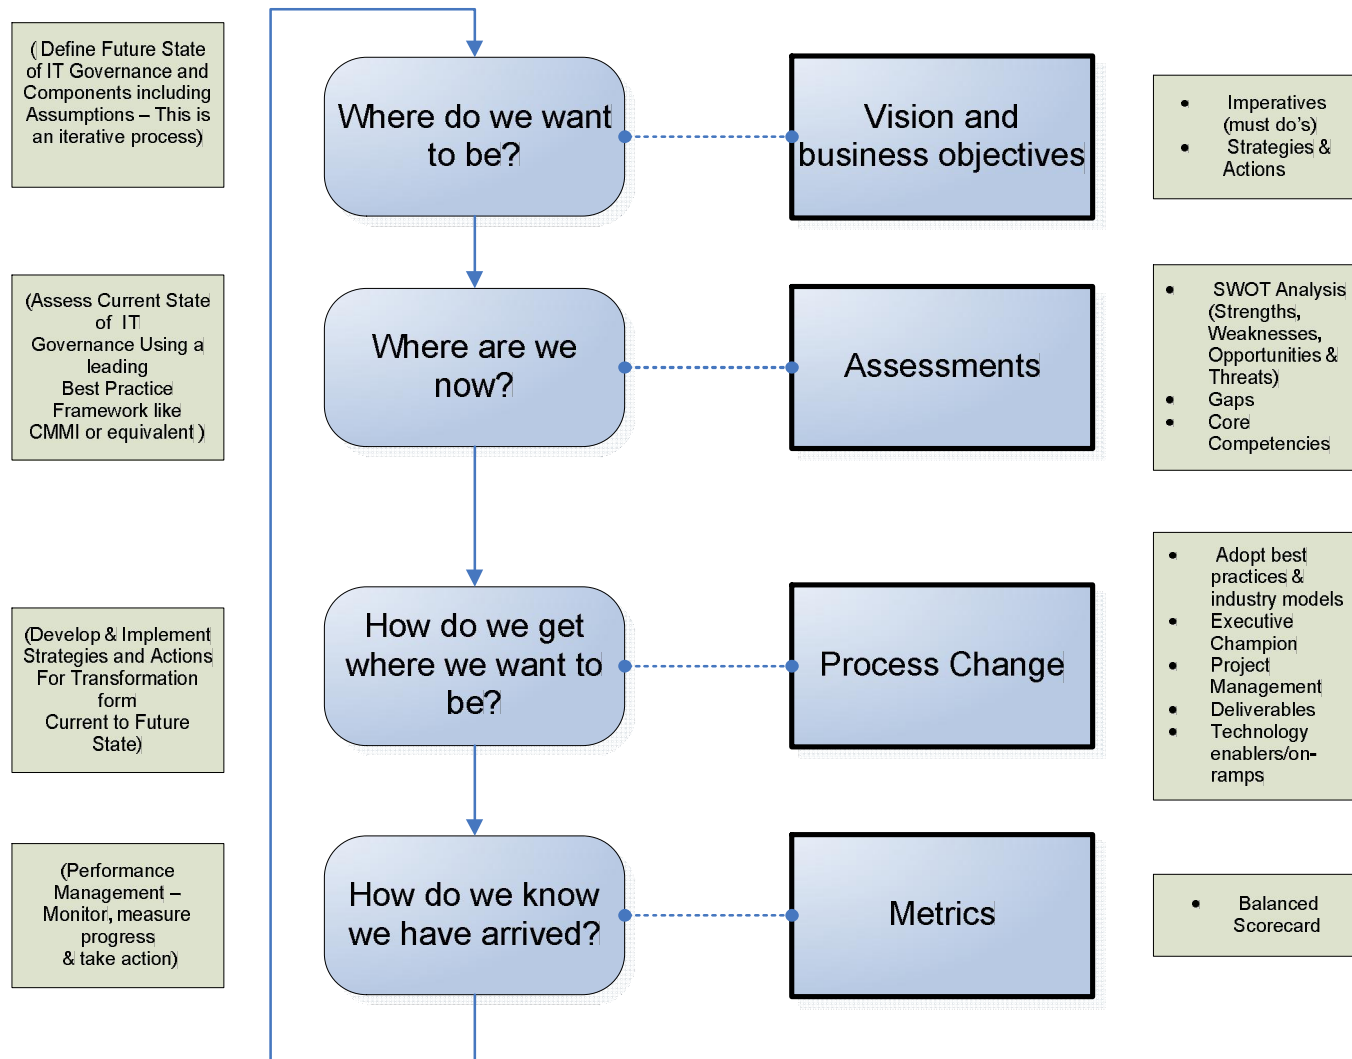 ( Define Future State
of IT Governance and
Components including
Assumptions – This is
an iterative process)
Where do we want
to be?
Vision and
business objectives
• Imperatives
(must do's)
• Strategies &
Actions
(Assess Current State
of IT
Governance Using a
leading
Best Practice
Framework like
CMMI or equivalent )
Where are we
now?
Assessments
• SWOT Analysis
(Strengths,
Weaknesses,
Opportunities &
Threats)
• Gaps
• Core
Competencies
(Develop & Implement
Strategies and Actions
For Transformation
form
Current to Future
State)
How do we get
where we want to
be?
Process Change
• Adopt best
practices &
industry models
• Executive
Champion
• Project
Management
• Deliverables
• Technology
enablers/on-
ramps
(Performance
Management –
Monitor, measure
progress
& take action)
How do we know
we have arrived?
Metrics
• Balanced
Scorecard